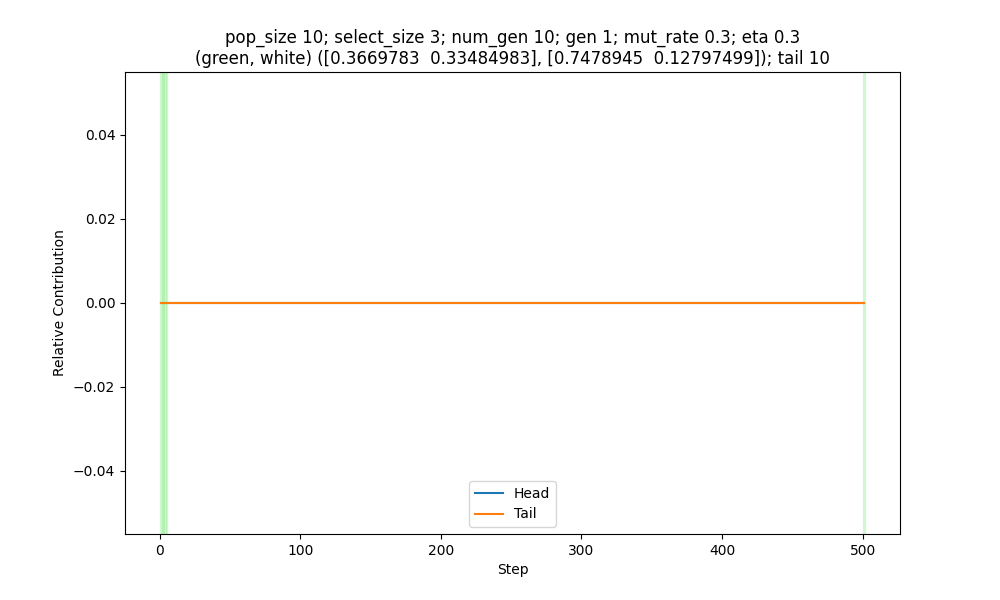 pop_size 10; select_size 3; num_gen 10; gen 1; mut_rate 0.3; eta 0.3
(green, white) ([0.3669783  0.33484983], [0.7478945  0.12797499]); tail 10
0.04
0.02
0.00
−0.02
−0.04
Relative Contribution
Head
Tail
0 100 200 300 400 500
Step